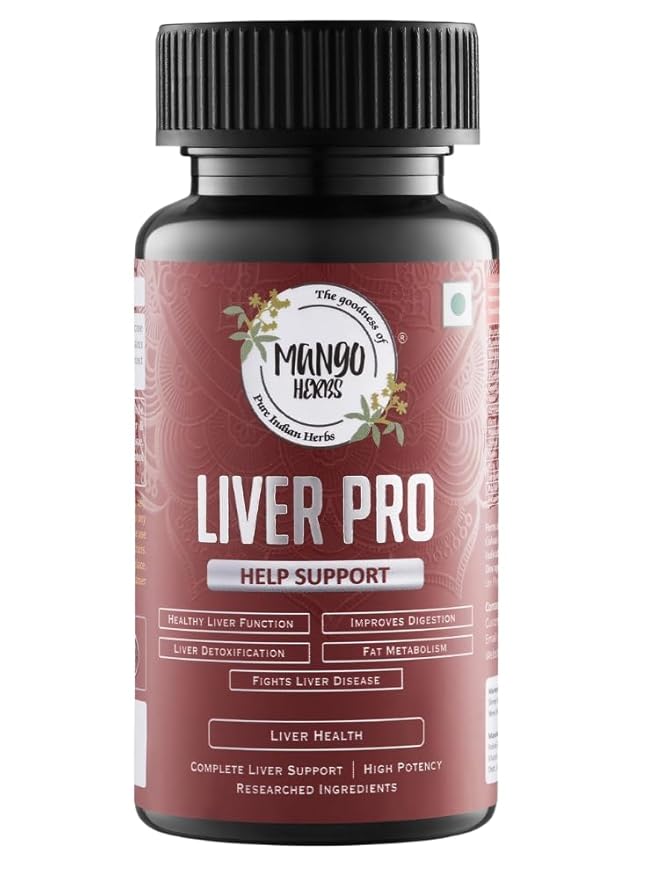 The goodness of
MANGO
HERBS
®
Pure Indian Herbs
LIVER PRO
HELP SUPPORT
HEALTHY LIVER FUNCTION
IMPROVES DIGESTION
LIVER DETOXIFICATION
FAT METABOLISM
FIGHTS LIVER DISEASE
LIVER HEALTH
COMPLETE LIVER SUPPORT | HIGH POTENCY
RESEARCHED INGREDIENTS